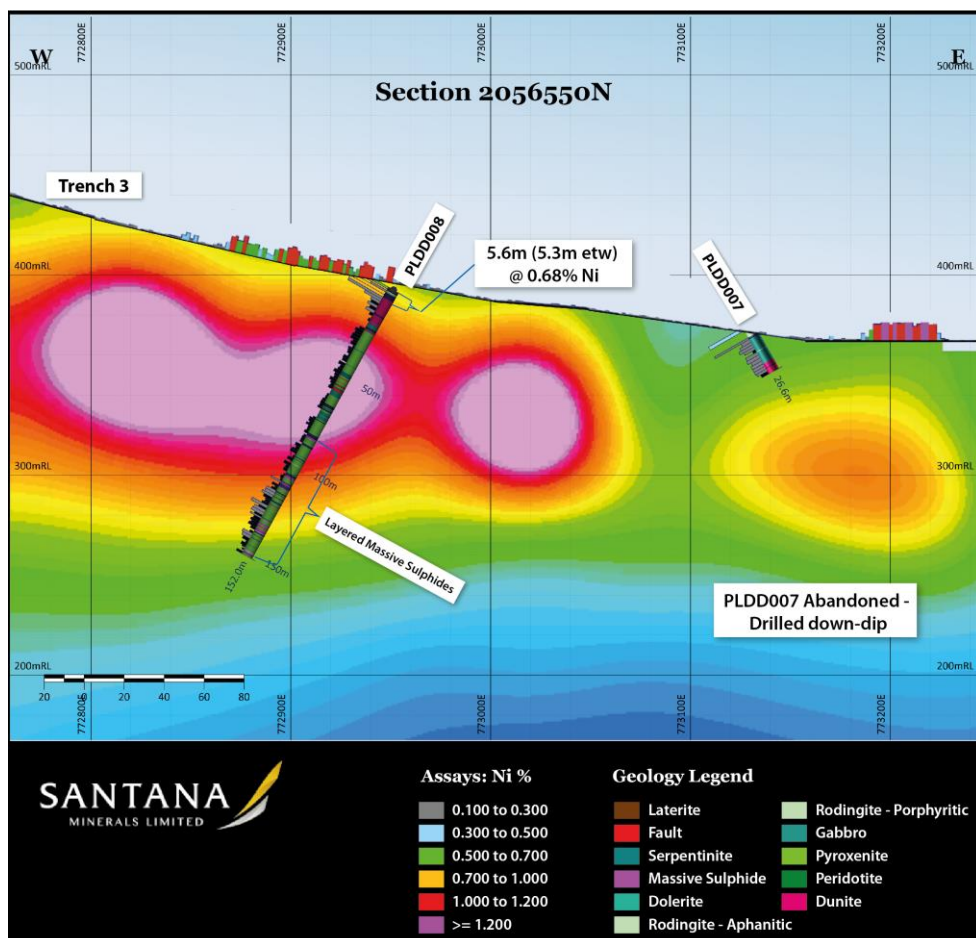 W
E
772800E
772900E
773000E
773100E
773200E
500mRL
500mRL
Section 2056550N
Trench 3
PLDD008
5.6m (5.3m etw)
@ 0.68% Ni
PLDD007
400mRL
400mRL
50m
26.6m
300mRL
300mRL
100m
Layered Massive Sulphides
150m
152.0m
PLDD007 Abandoned -
Drilled down-dip
200mRL
200mRL
20 0 20 40 60 80
772800E
772900E
773000E
773100E
773200E
SANTANA
MINERALS LIMITED
Assays: Ni %
0.100 to 0.300
0.300 to 0.500
0.500 to 0.700
0.700 to 1.000
1.000 to 1.200
>= 1.200
Geology Legend
Laterite
Fault
Serpentinite
Massive Sulphide
Dolerite
Rodingite - Aphanitic
Rodingite - Porphyritic
Gabbro
Pyroxenite
Peridotite
Dunite